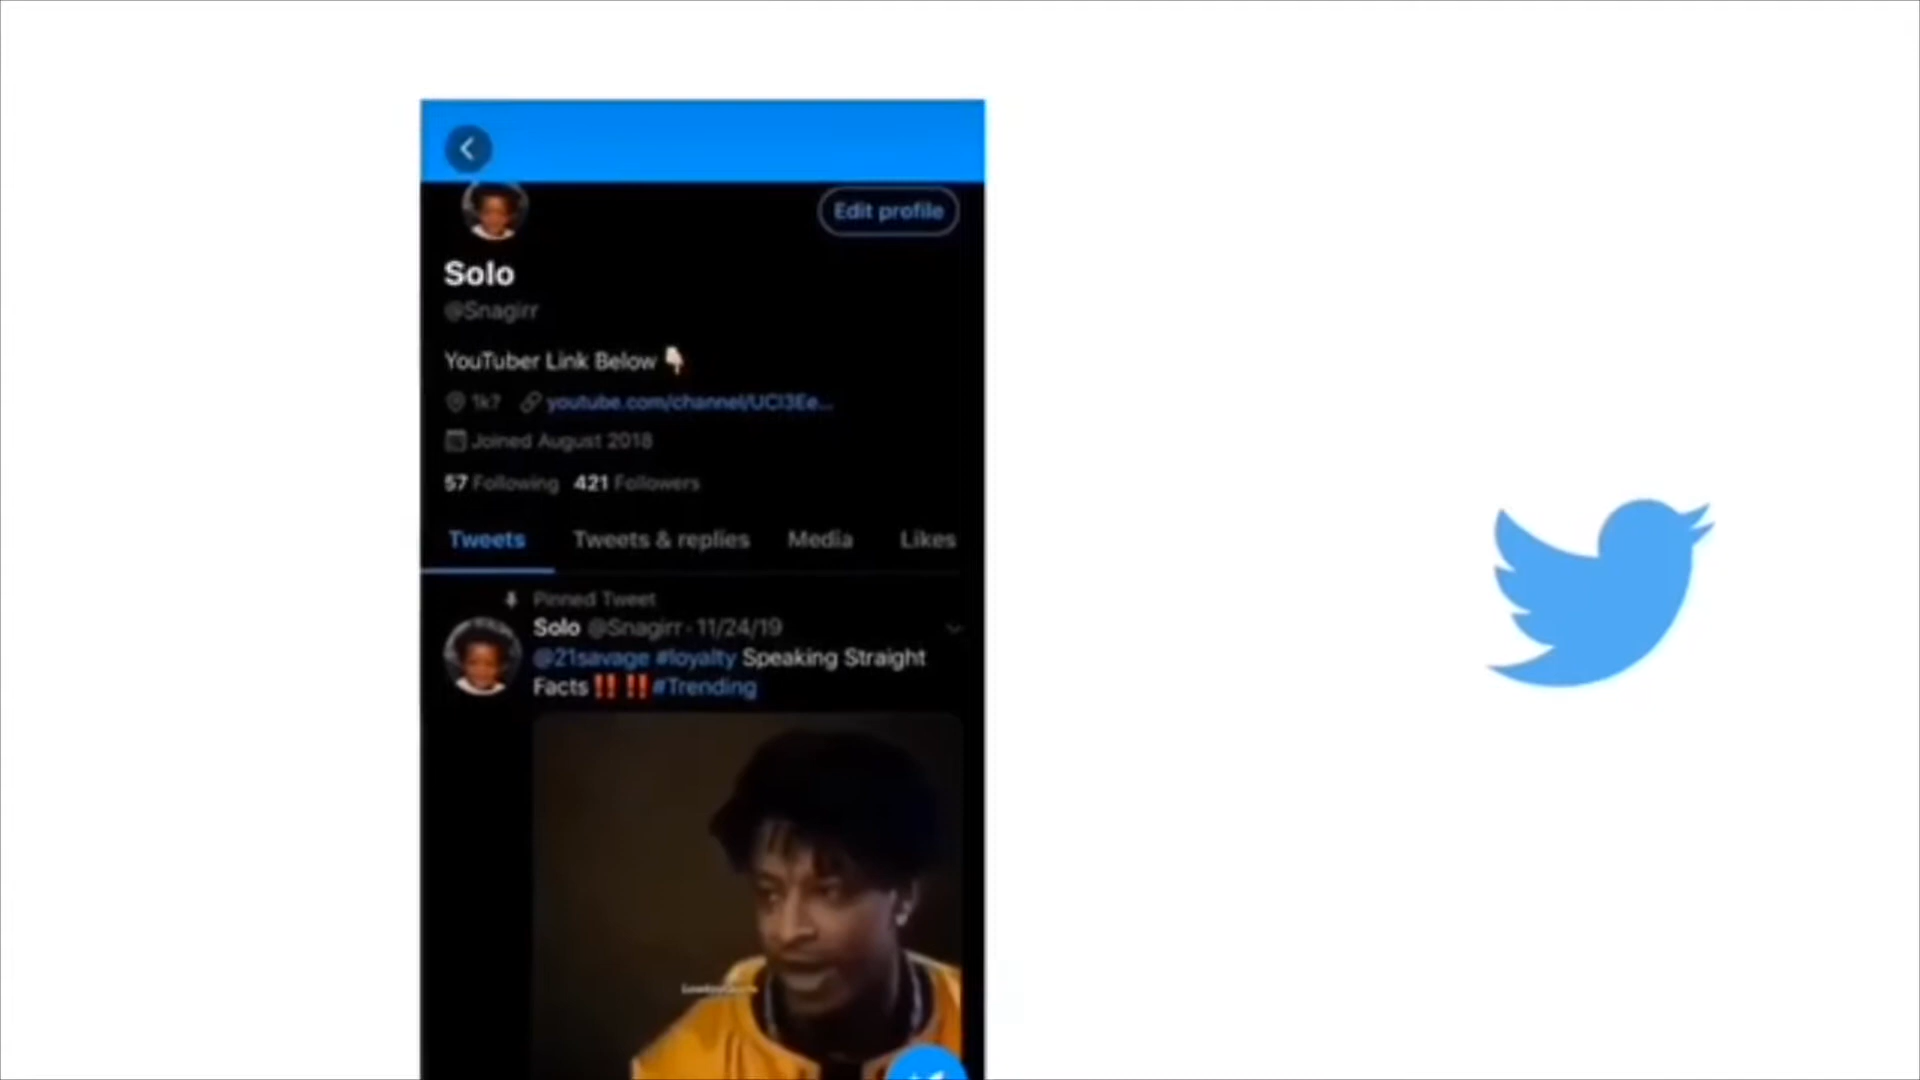 Edit profile
Solo
@Snagirr
YouTuber Link Below 👇🏻
1k? youtube.com/channel/UCI3Ee...
Joined August 2018
57 Following 421 Followers
Tweets Tweets & replies Media Likes
Pinned Tweet
Solo @Snagirr · 11/24/19
@21savage #loyalty Speaking Straight
Facts‼️ ‼️#Trending